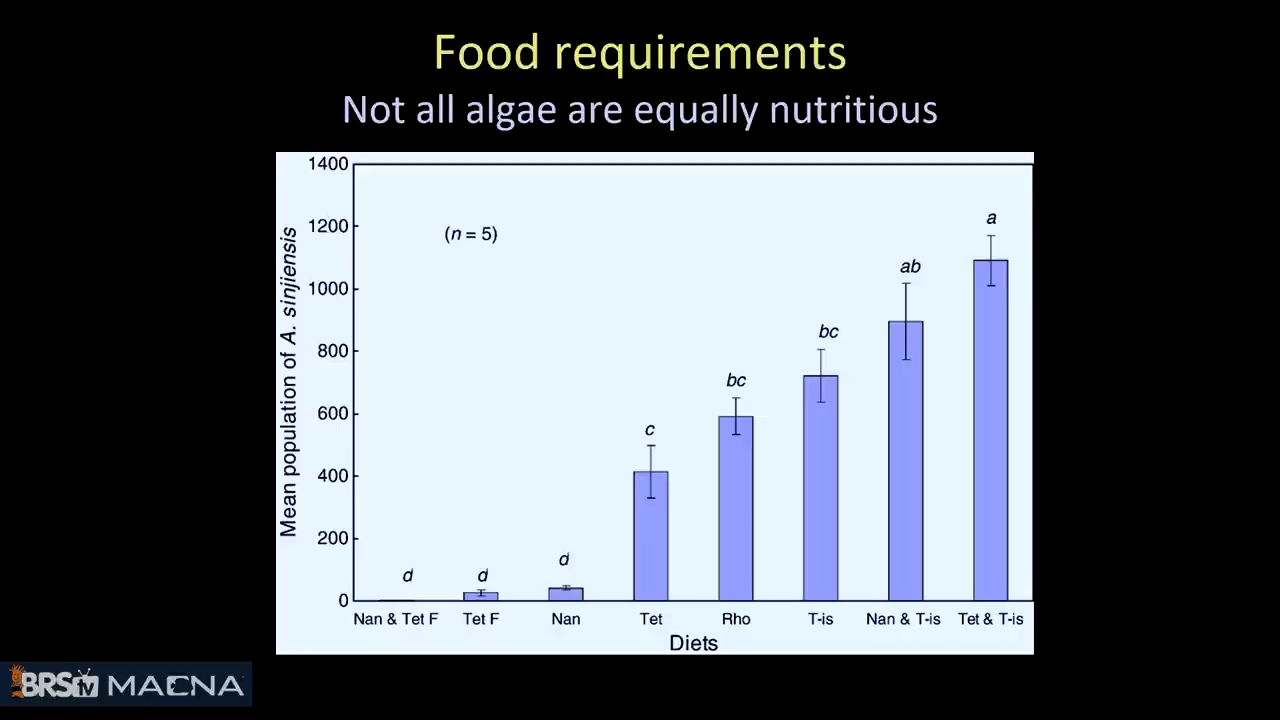 Food requirements
Not all algae are equally nutritious
1400
1200
1000
800
600
400
200
0
Mean population of A. sinjiensis
(n = 5)
d
d
d
c
bc
bc
ab
a
Nan & Tet F
Tet F
Nan
Tet
Rho
T-is
Nan & T-is
Tet & T-is
Diets
BRStv MACNA